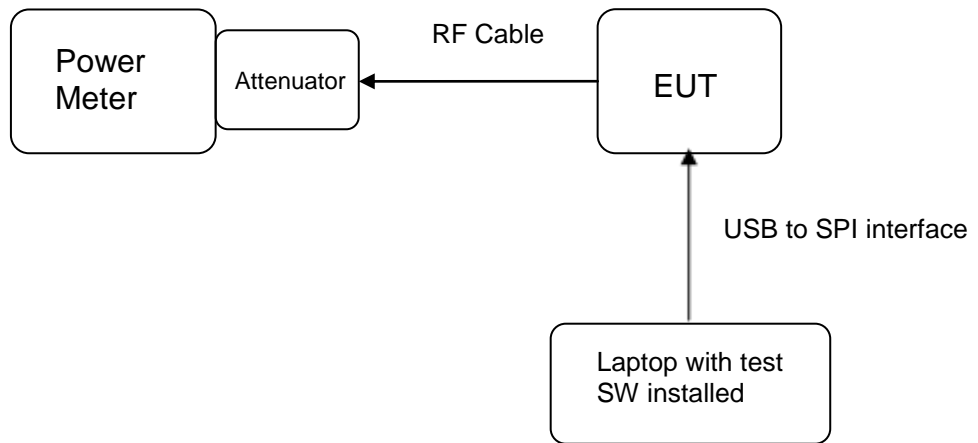 RF Cable
Power
Meter
Attenuator
EUT
USB to SPI interface
Laptop with test
SW installed